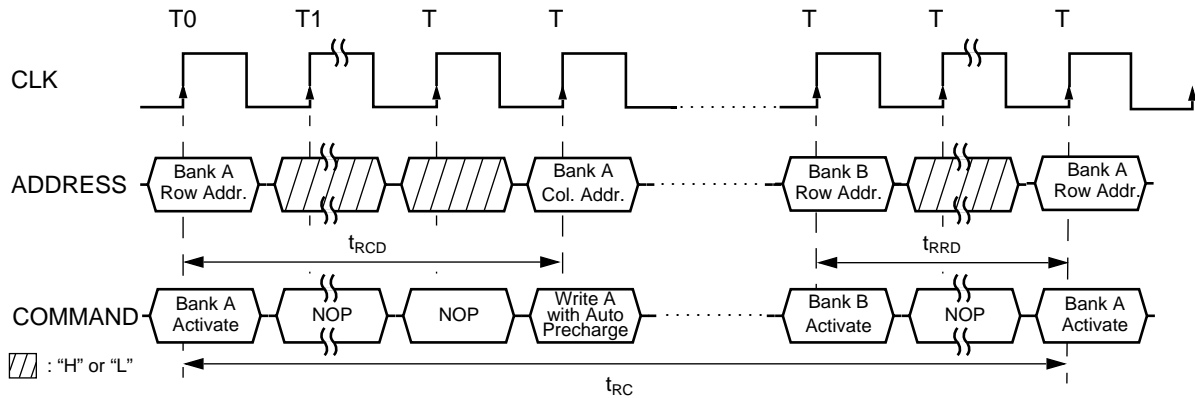 T0 T1 T T T T T
CLK
ADDRESS
Bank A
Row Addr.
Bank A
Col. Addr.
Bank B
Row Addr.
Bank A
Row Addr.
tRCD
tRRD
COMMAND
Bank A
Activate
NOP
NOP
Write A
with Auto
Precharge
Bank B
Activate
NOP
Bank A
Activate
: “H” or “L”
tRC